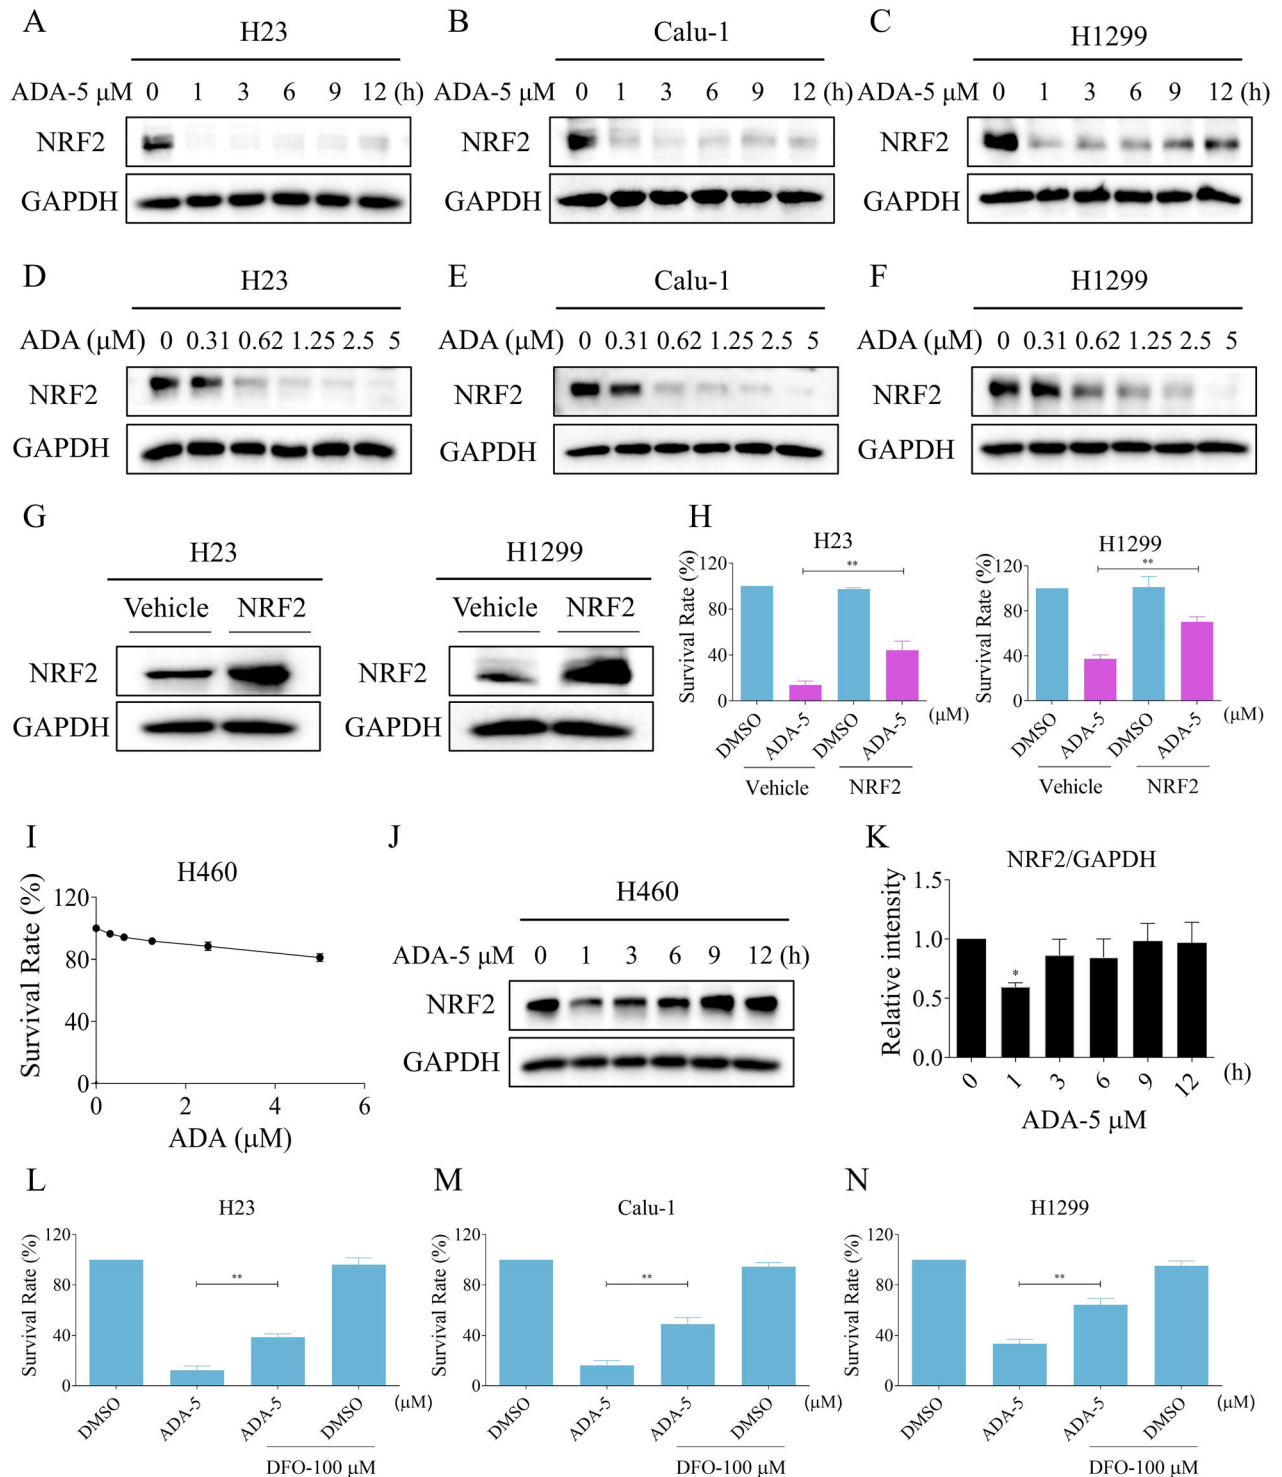 A
H23
ADA-5 μM 0 1 3 6 9 12 (h)
NRF2
GAPDH
B
Calu-1
ADA-5 μM 0 1 3 6 9 12 (h)
NRF2
GAPDH
C
H1299
ADA-5 μM 0 1 3 6 9 12 (h)
NRF2
GAPDH
D
H23
ADA (μM) 0 0.31 0.62 1.25 2.5 5
NRF2
GAPDH
E
Calu-1
ADA (μM) 0 0.31 0.62 1.25 2.5 5
NRF2
GAPDH
F
H1299
ADA (μM) 0 0.31 0.62 1.25 2.5 5
NRF2
GAPDH
G
H23
Vehicle NRF2
NRF2
GAPDH
H1299
Vehicle NRF2
NRF2
GAPDH
H
H23
Survival Rate (%)
120
80
40
0
**
DMSO ADA-5 DMSO ADA-5 (μM)
Vehicle NRF2
H1299
Survival Rate (%)
120
80
40
0
**
DMSO ADA-5 DMSO ADA-5 (μM)
Vehicle NRF2
I
H460
Survival Rate (%)
120
80
40
0
0 2 4 6
ADA (μM)
J
H460
ADA-5 μM 0 1 3 6 9 12 (h)
NRF2
GAPDH
K
NRF2/GAPDH
Relative intensity
1.5
1.0
0.5
0.0
*
0 1 3 6 9 12 (h)
ADA-5 μM
L
H23
Survival Rate (%)
120
80
40
0
**
DMSO ADA-5 ADA-5 DMSO (μM)
DFO-100 μM
M
Calu-1
Survival Rate (%)
120
80
40
0
**
DMSO ADA-5 ADA-5 DMSO (μM)
DFO-100 μM
N
H1299
Survival Rate (%)
120
80
40
0
**
DMSO ADA-5 ADA-5 DMSO (μM)
DFO-100 μM